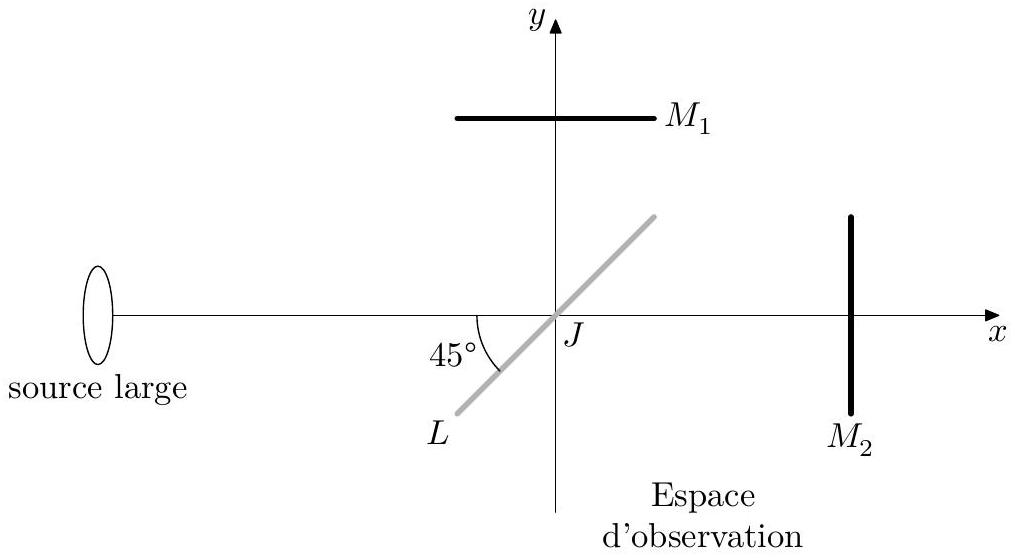 y
M₁
x
J
45°
source large
L
M₂
Espace
d'observation